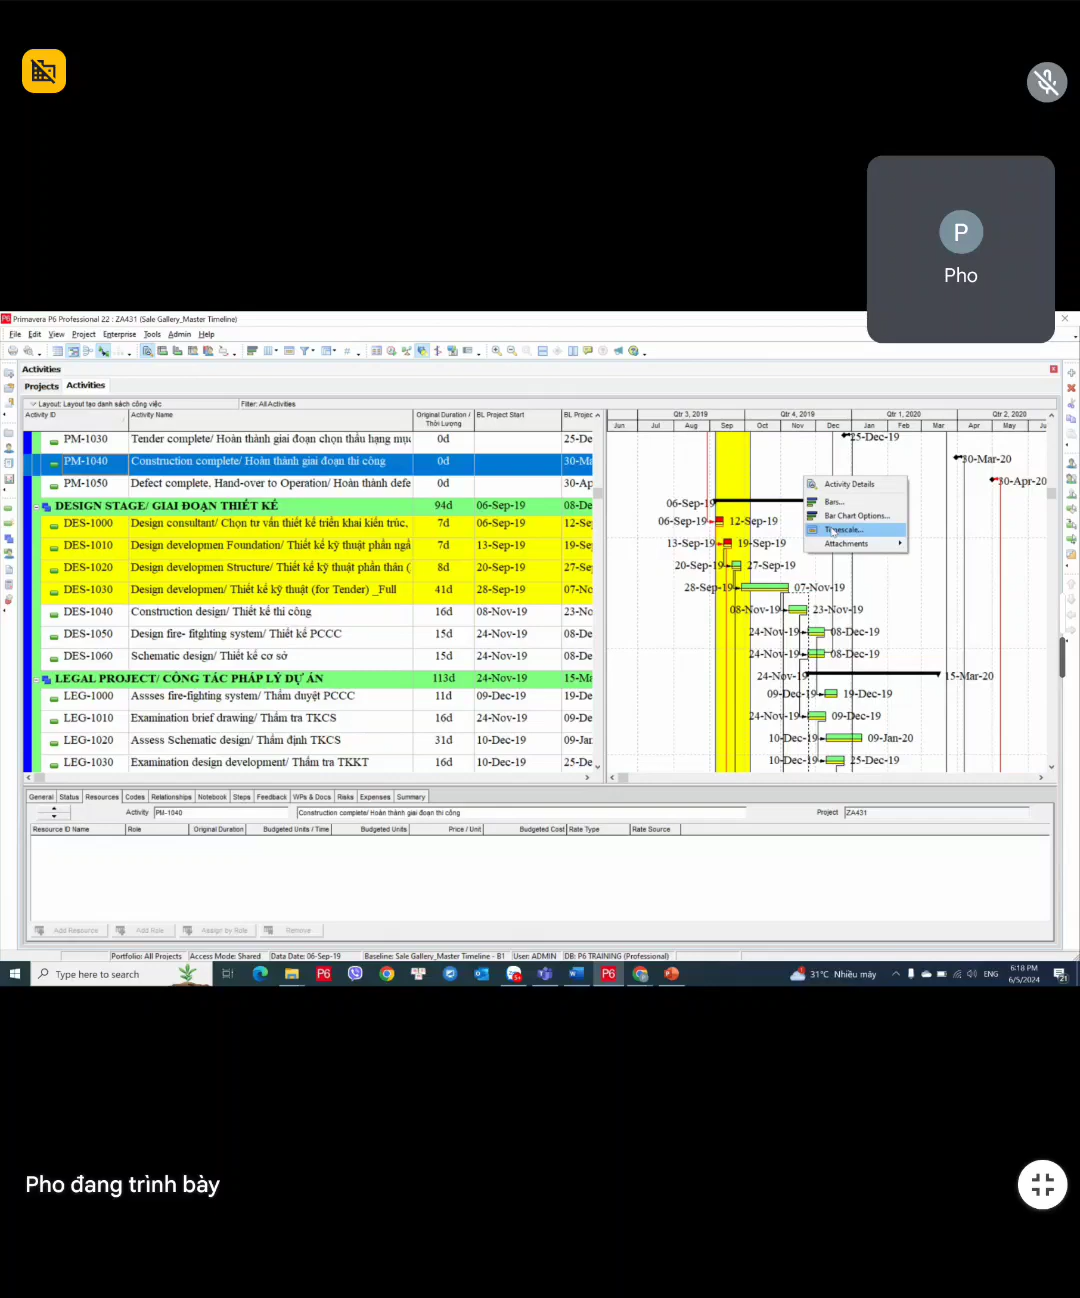 P
Pho
P6 Primavera P6 Professional 22 : ZA431 (Sale Gallery_Master Timeline)
File Edit View Project Enterprise Tools Admin Help
Activities
Projects Activities
Layout: Layout tạo danh sách công việc Filter: All Activities
Activity ID Activity Name Original Duration / Thời Lượng BL Project Start BL Projec
Qtr 3, 2019 Qtr 4, 2019 Qtr 1, 2020 Qtr 2, 2020
Jun Jul Aug Sep Oct Nov Dec Jan Feb Mar Apr May Ju
PM-1030 Tender complete/ Hoàn thành giai đoạn chọn thầu hạng mục 0d 25-De
25-Dec-19
PM-1040 Construction complete/ Hoàn thành giai đoạn thi công 0d 30-Ma
30-Mar-20
PM-1050 Defect complete, Hand-over to Operation/ Hoàn thành defe 0d 30-Ap
30-Apr-20
DESIGN STAGE/ GIAI ĐOẠN THIẾT KẾ 94d 06-Sep-19 08-De
06-Sep-19
DES-1000 Design consultant/ Chọn tư vấn thiết kế triển khai kiến trúc, 7d 06-Sep-19 12-Se
06-Sep-19 12-Sep-19
DES-1010 Design developmen Foundation/ Thiết kế kỹ thuật phần ngầ 7d 13-Sep-19 19-Se
13-Sep-19 19-Sep-19
DES-1020 Design developmen Structure/ Thiết kế kỹ thuật phần thân ( 8d 20-Sep-19 27-Se
20-Sep-19 27-Sep-19
DES-1030 Design developmen/ Thiết kế kỹ thuật (for Tender) _Full 41d 28-Sep-19 07-No
28-Sep-19 07-Nov-19
DES-1040 Construction design/ Thiết kế thi công 16d 08-Nov-19 23-No
08-Nov-19 23-Nov-19
DES-1050 Design fire- fitghting system/ Thiết kế PCCC 15d 24-Nov-19 08-De
24-Nov-19 08-Dec-19
DES-1060 Schematic design/ Thiết kế cơ sở 15d 24-Nov-19 08-De
24-Nov-19 08-Dec-19
LEGAL PROJECT/ CÔNG TÁC PHÁP LÝ DỰ ÁN 113d 24-Nov-19 15-Ma
24-Nov-19 15-Mar-20
LEG-1000 Assses fire-fighting system/ Thẩm duyệt PCCC 11d 09-Dec-19 19-De
09-Dec-19 19-Dec-19
LEG-1010 Examination brief drawing/ Thẩm tra TKCS 16d 24-Nov-19 09-De
24-Nov-19 09-Dec-19
LEG-1020 Assess Schematic design/ Thẩm định TKCS 31d 10-Dec-19 09-Jan
10-Dec-19 09-Jan-20
LEG-1030 Examination design development/ Thẩm tra TKKT 16d 10-Dec-19 25-De
10-Dec-19 25-Dec-19
Activity Details
Bars...
Bar Chart Options...
Timescale...
Attachments
General Status Resources Codes Relationships Notebook Steps Feedback WPs & Docs Risks Expenses Summary
Activity PM-1040 Construction complete/ Hoàn thành giai đoạn thi công Project ZA431
Resource ID Name Role Original Duration Budgeted Units / Time Budgeted Units Price / Unit Budgeted Cost Rate Type Rate Source
Add Resource Add Role Assign by Role Remove
Portfolio: All Projects Access Mode: Shared Data Date: 06-Sep-19 Baseline: Sale Gallery_Master Timeline - B1 User: ADMIN DB: P6 TRAINING (Professional)
Type here to search P6 P6 31°C Nhiều mây ENG 6:18 PM
6/5/2024 21
Pho đang trình bày